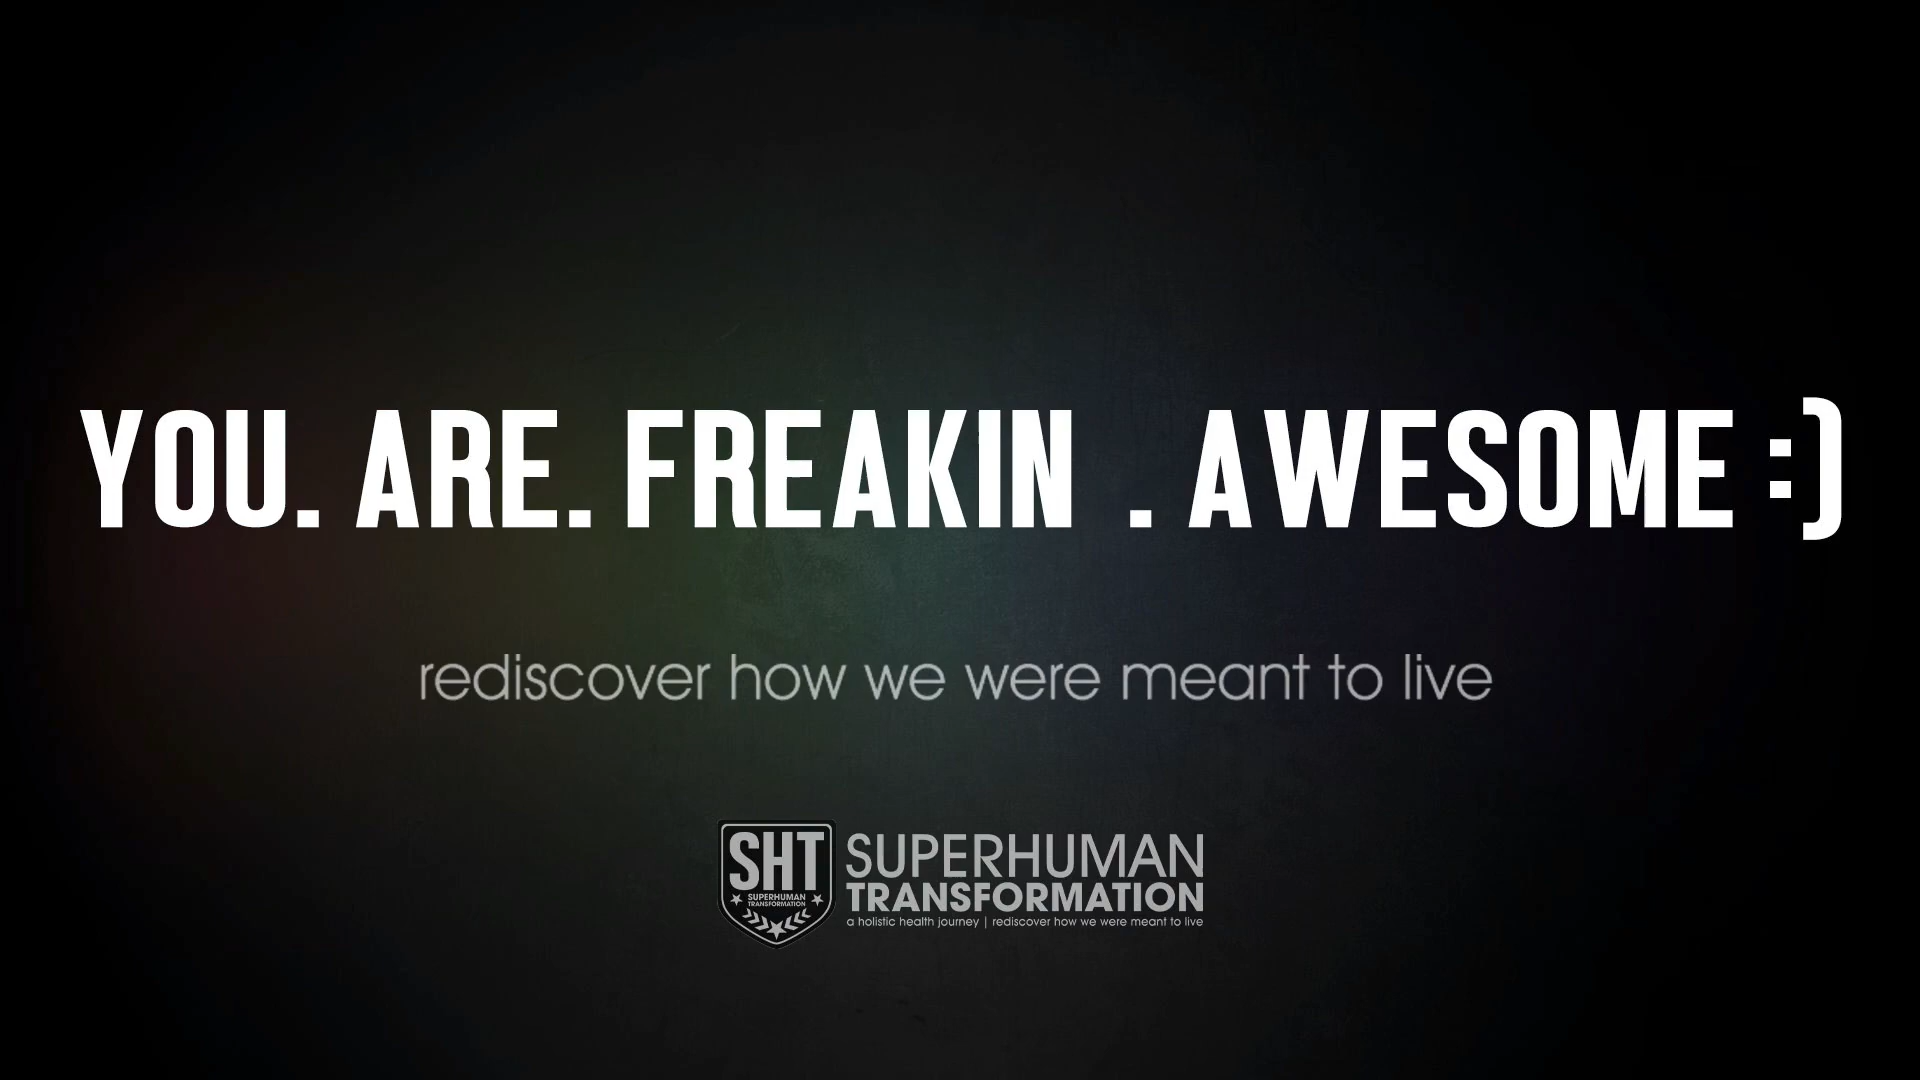 YOU. ARE. FREAKIN . AWESOME :)
rediscover how we were meant to live
SHT
SUPERHUMAN
TRANSFORMATION
SUPERHUMAN
TRANSFORMATION
a holistic health journey | rediscover how we were meant to live